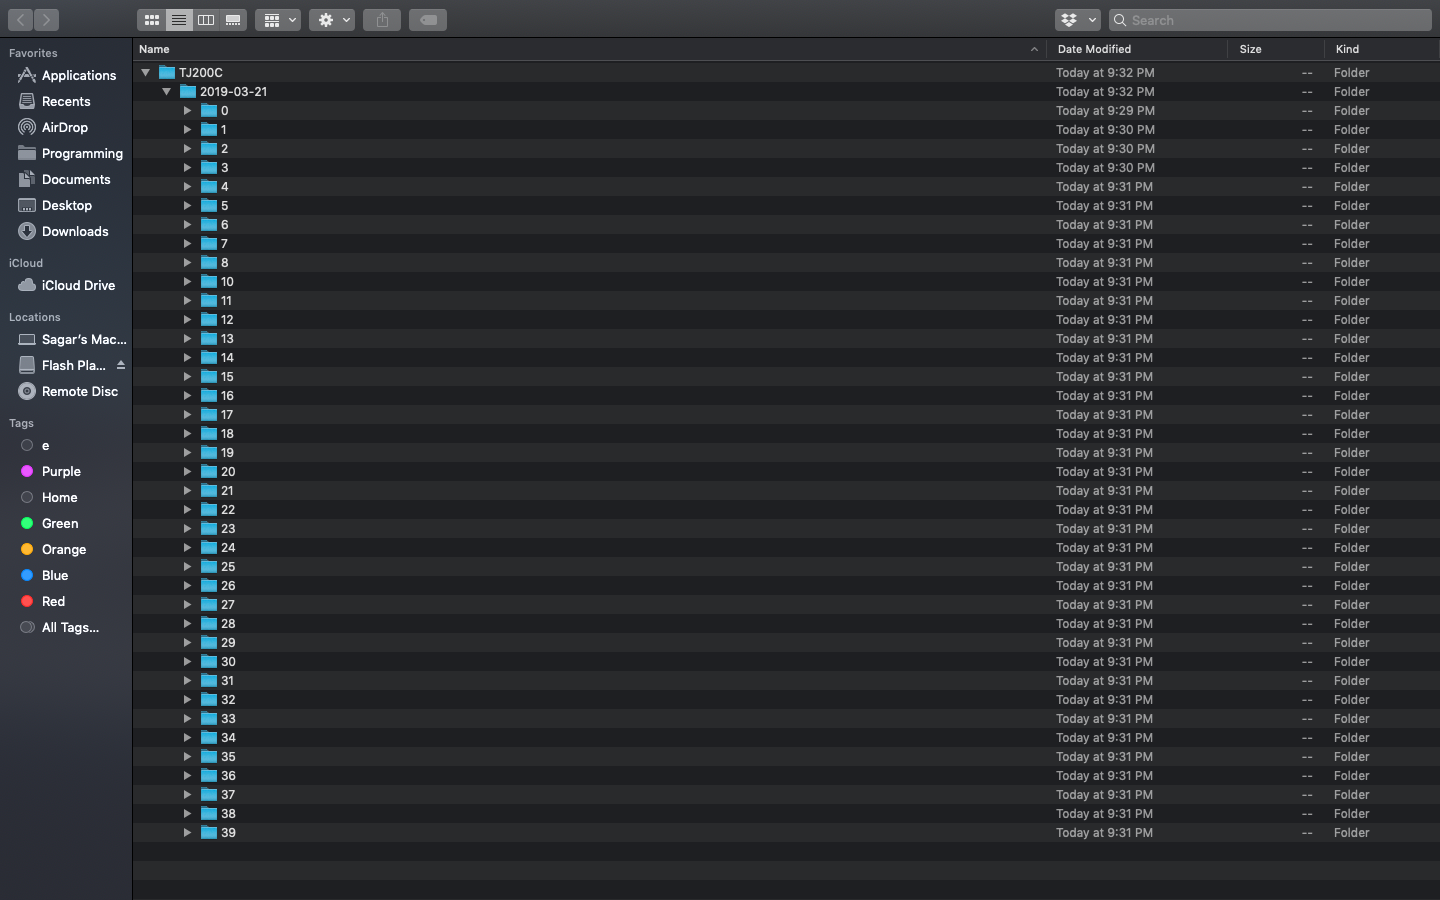 Search
Favorites
Applications
Recents
AirDrop
Programming
Documents
Desktop
Downloads
iCloud
iCloud Drive
Locations
Sagar's Mac...
Flash Pla...
Remote Disc
Tags
e
Purple
Home
Green
Orange
Blue
Red
All Tags...
Name Date Modified Size Kind
TJ200C Today at 9:32 PM -- Folder
2019-03-21 Today at 9:32 PM -- Folder
0 Today at 9:29 PM -- Folder
1 Today at 9:30 PM -- Folder
2 Today at 9:30 PM -- Folder
3 Today at 9:30 PM -- Folder
4 Today at 9:31 PM -- Folder
5 Today at 9:31 PM -- Folder
6 Today at 9:31 PM -- Folder
7 Today at 9:31 PM -- Folder
8 Today at 9:31 PM -- Folder
10 Today at 9:31 PM -- Folder
11 Today at 9:31 PM -- Folder
12 Today at 9:31 PM -- Folder
13 Today at 9:31 PM -- Folder
14 Today at 9:31 PM -- Folder
15 Today at 9:31 PM -- Folder
16 Today at 9:31 PM -- Folder
17 Today at 9:31 PM -- Folder
18 Today at 9:31 PM -- Folder
19 Today at 9:31 PM -- Folder
20 Today at 9:31 PM -- Folder
21 Today at 9:31 PM -- Folder
22 Today at 9:31 PM -- Folder
23 Today at 9:31 PM -- Folder
24 Today at 9:31 PM -- Folder
25 Today at 9:31 PM -- Folder
26 Today at 9:31 PM -- Folder
27 Today at 9:31 PM -- Folder
28 Today at 9:31 PM -- Folder
29 Today at 9:31 PM -- Folder
30 Today at 9:31 PM -- Folder
31 Today at 9:31 PM -- Folder
32 Today at 9:31 PM -- Folder
33 Today at 9:31 PM -- Folder
34 Today at 9:31 PM -- Folder
35 Today at 9:31 PM -- Folder
36 Today at 9:31 PM -- Folder
37 Today at 9:31 PM -- Folder
38 Today at 9:31 PM -- Folder
39 Today at 9:31 PM -- Folder